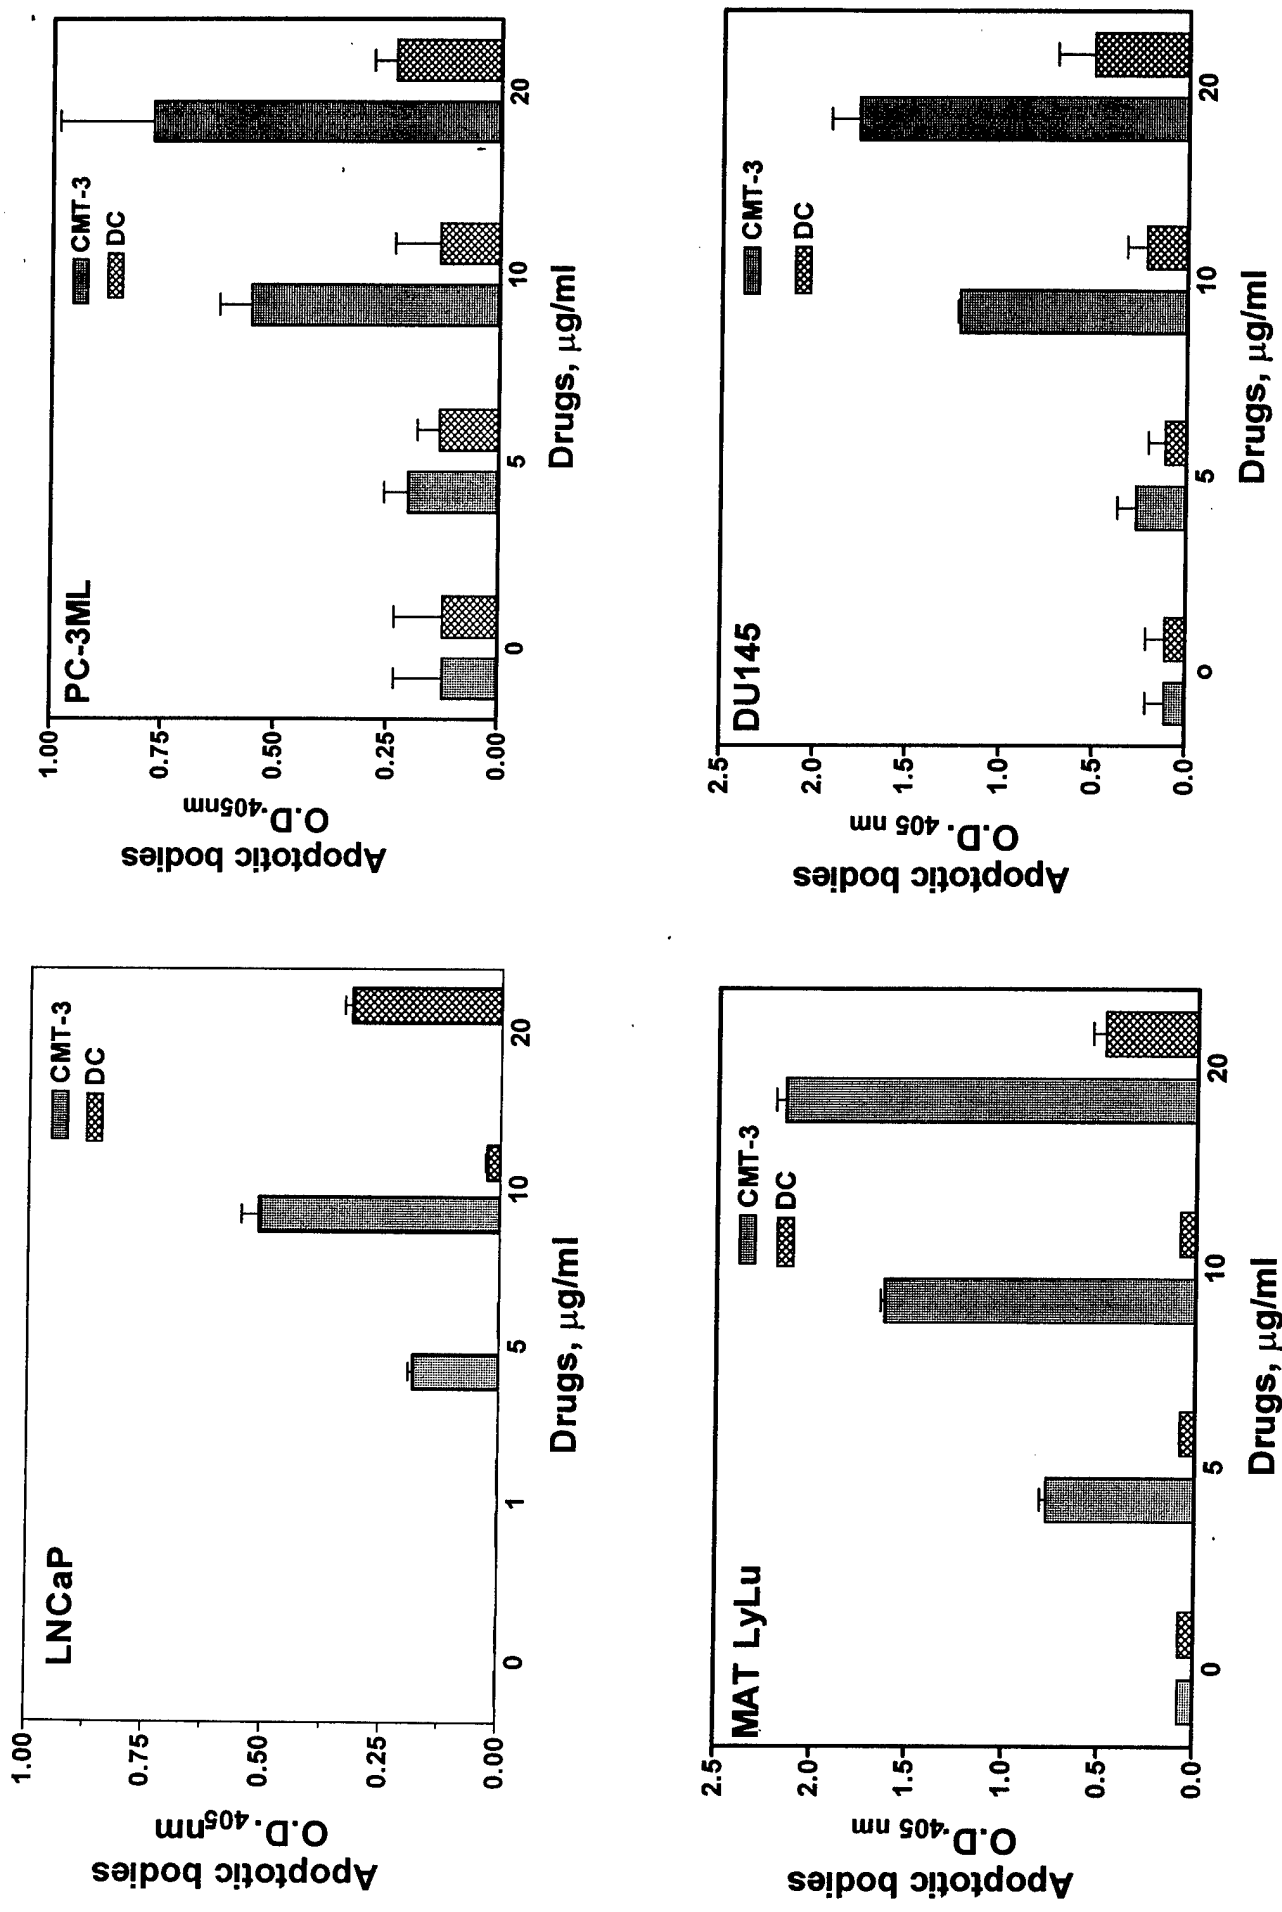 LNCaP
CMT-3
DC
Apoptotic bodies
O.D.405nm
1.00
0.75
0.50
0.25
0.00
0 1 5 10 20
Drugs, μg/ml
PC-3ML
CMT-3
DC
Apoptotic bodies
O.D.405nm
1.00
0.75
0.50
0.25
0.00
0 5 10 20
Drugs, μg/ml
MAT LyLu
CMT-3
DC
Apoptotic bodies
O.D.405 nm
2.5
2.0
1.5
1.0
0.5
0.0
0 5 10 20
Drugs, μg/ml
DU145
CMT-3
DC
Apoptotic bodies
O.D.405 nm
2.5
2.0
1.5
1.0
0.5
0.0
0 5 10 20
Drugs, μg/ml